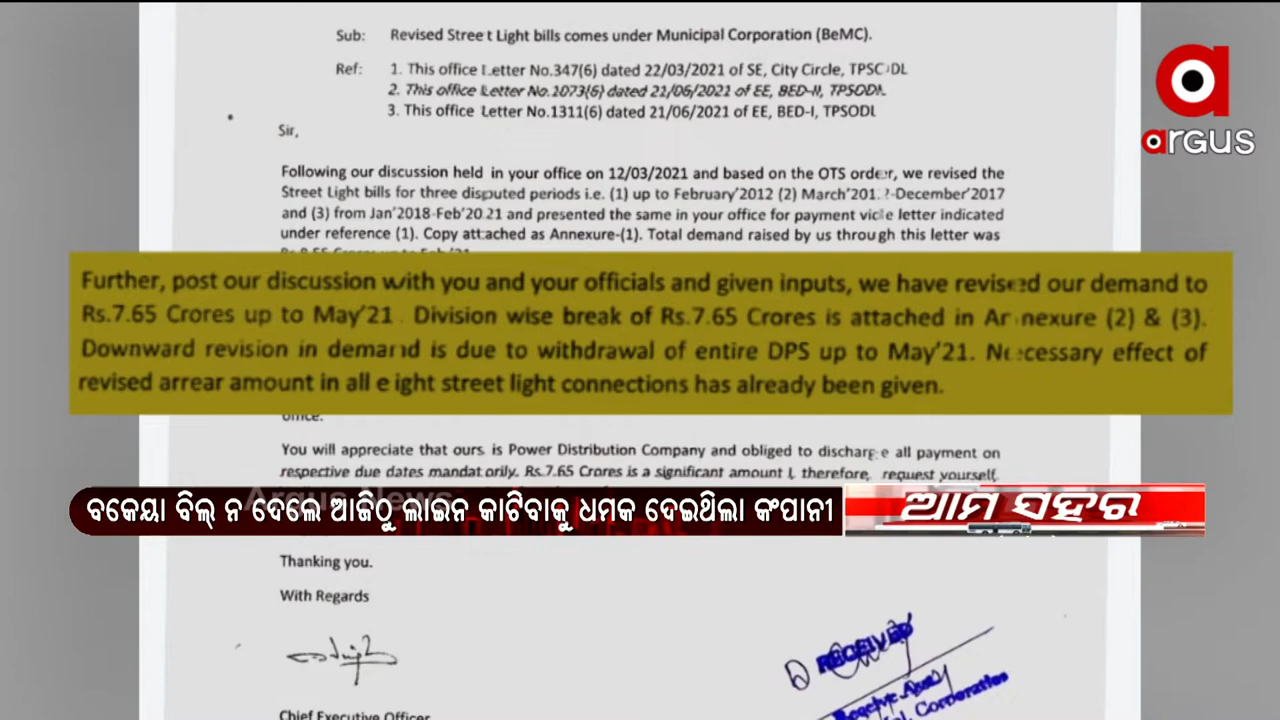 Sub: Revised Street Light bills comes under Municipal Corporation (BeMC).
Ref: 1. This office Letter No.347(6) dated 22/03/2021 of SE, City Circle, TPSODL
2. This office Letter No.1073(6) dated 21/06/2021 of EE, BED-II, TPSODL
3. This office Letter No.1311(6) dated 21/06/2021 of EE, BED-I, TPSODL
Sir,
argus
Following our discussion held in your office on 12/03/2021 and based on the OTS order, we revised the
Street Light bills for three disputed periods i.e. (1) up to February'2012 (2) March'2012-December'2017
and (3) from Jan'2018-Feb'2021 and presented the same in your office for payment vide letter indicated
under reference (1). Copy attached as Annexure-(1). Total demand raised by us through this letter was
Further, post our discussion with you and your officials and given inputs, we have revised our demand to
Rs.7.65 Crores up to May'21. Division wise break of Rs.7.65 Crores is attached in Annexure (2) & (3).
Downward revision in demand is due to withdrawal of entire DPS up to May'21. Necessary effect of
revised arrear amount in all eight street light connections has already been given.
office.
You will appreciate that ours is Power Distribution Company and obliged to discharge all payment on
respective due dates mandatorily. Rs.7.65 Crores is a significant amount therefore, request yourself
Argus News
ବକେୟା ବିଲ୍ ନ ଦେଲେ ଆଜିଠୁ ଲାଇନ କାଟିବାକୁ ଧମକ ଦେଇଥିଲା କଂପାନୀ
ଆମ ସହର
Thanking you.
With Regards
RECEIVED
Chief Executive Officer
Corporation